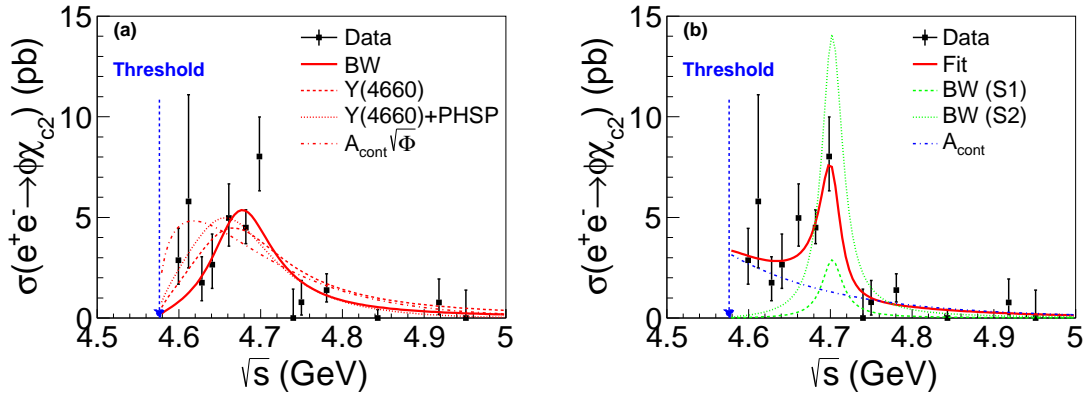 (a)
Data
BW
Y(4660)
Y(4660)+PHSP
A_cont√Φ
Threshold
σ(e⁺e⁻→ϕχ_c2) (pb)
15
10
5
0
4.5 4.6 4.7 4.8 4.9 5
√s (GeV)
(b)
Data
Fit
BW (S1)
BW (S2)
A_cont
Threshold
σ(e⁺e⁻→ϕχ_c2) (pb)
15
10
5
0
4.5 4.6 4.7 4.8 4.9 5
√s (GeV)